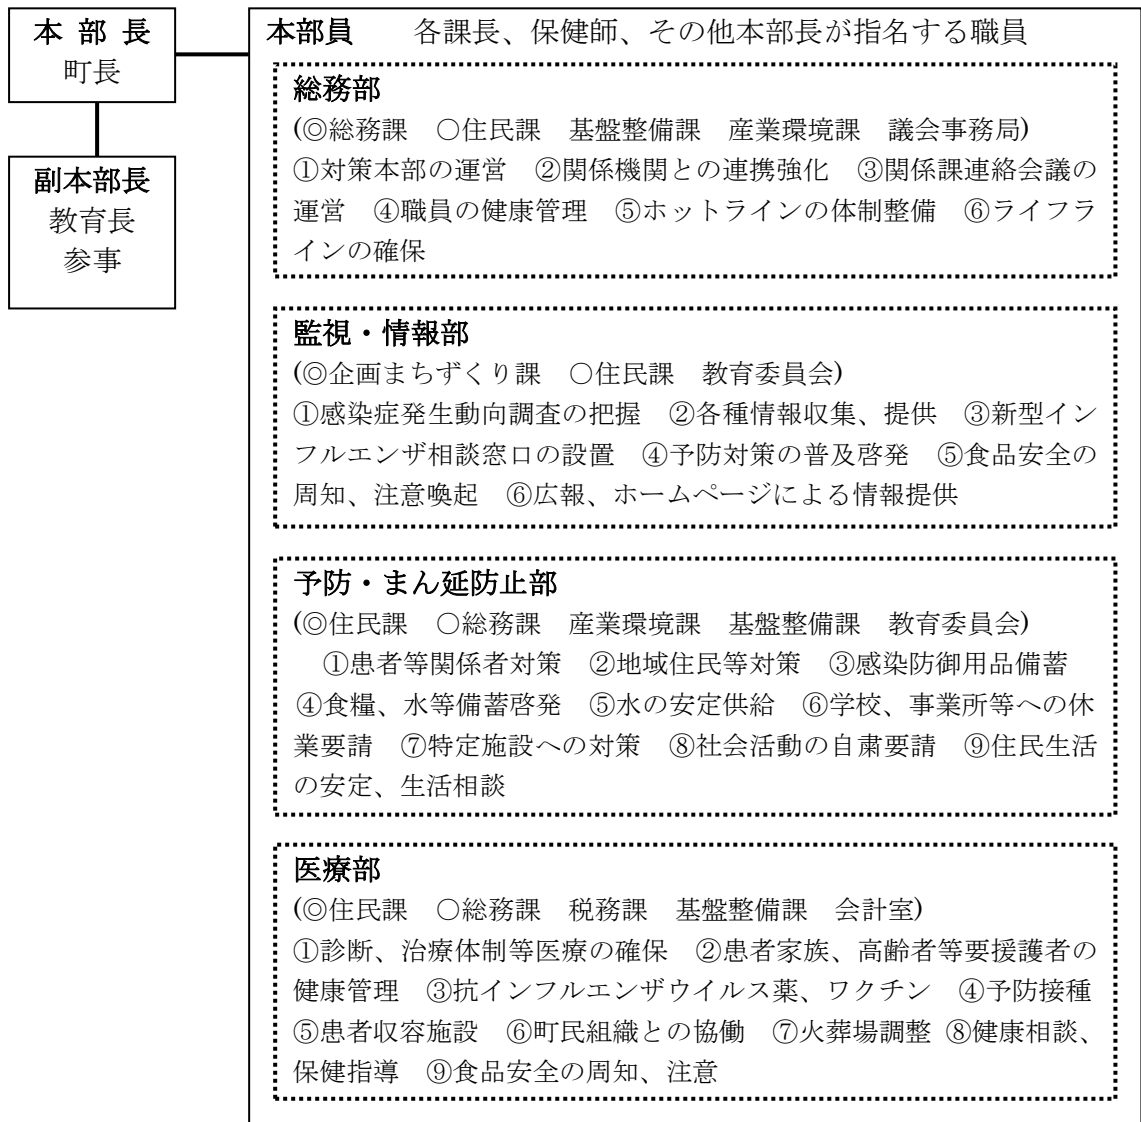 本 部 長
町長
副本部長
教育長
参事
本部員　各課長、保健師、その他本部長が指名する職員
総務部
(◎総務課　○住民課　基盤整備課　産業環境課　議会事務局)
①対策本部の運営　②関係機関との連携強化　③関係課連絡会議の
運営　④職員の健康管理　⑤ホットラインの体制整備　⑥ライフラ
インの確保
監視・情報部
(◎企画まちずくり課　○住民課　教育委員会)
①感染症発生動向調査の把握　②各種情報収集、提供　③新型イン
フルエンザ相談窓口の設置　④予防対策の普及啓発　⑤食品安全の
周知、注意喚起　⑥広報、ホームページによる情報提供
予防・まん延防止部
(◎住民課　○総務課　産業環境課　基盤整備課　教育委員会)
①患者等関係者対策　②地域住民等対策　③感染防御用品備蓄
④食糧、水等備蓄啓発　⑤水の安定供給　⑥学校、事業所等への休
業要請　⑦特定施設への対策　⑧社会活動の自粛要請　⑨住民生活
の安定、生活相談
医療部
(◎住民課　○総務課　税務課　基盤整備課　会計室)
①診断、治療体制等医療の確保　②患者家族、高齢者等要援護者の
健康管理　③抗インフルエンザウイルス薬、ワクチン　④予防接種
⑤患者収容施設　⑥町民組織との協働　⑦火葬場調整 ⑧健康相談、
保健指導　⑨食品安全の周知、注意